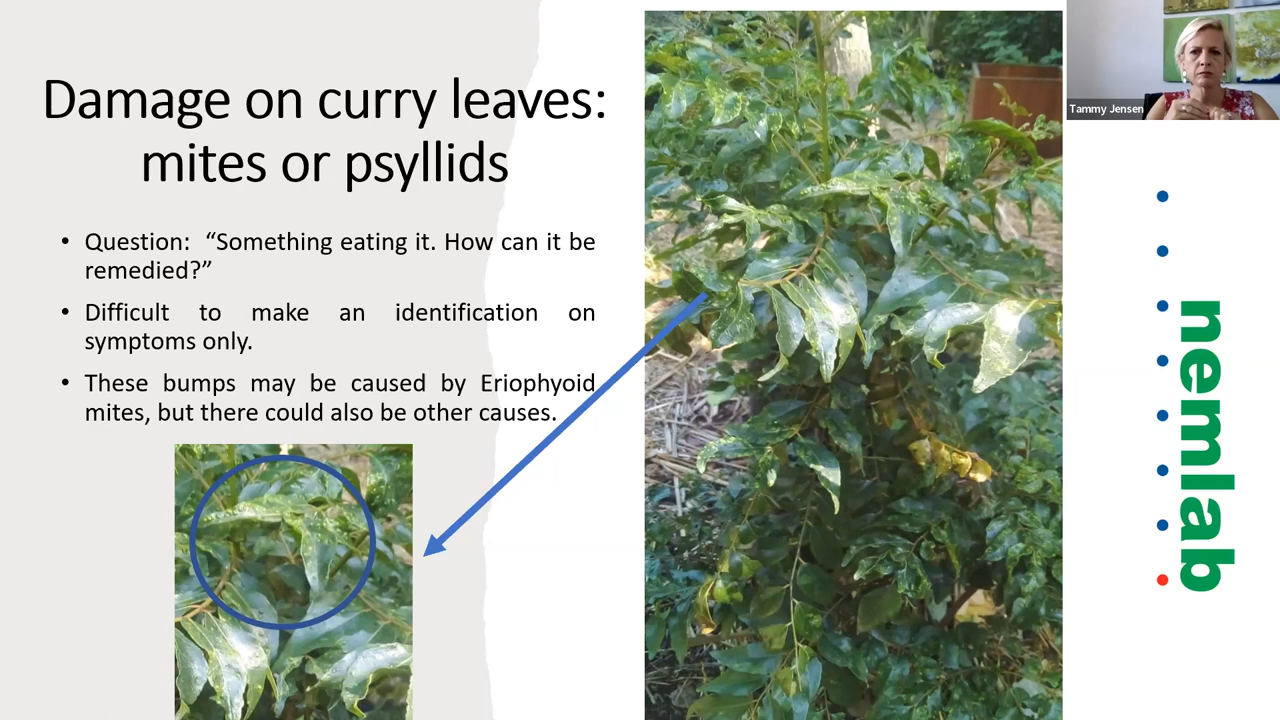 Damage on curry leaves:
mites or psyllids
• Question: “Something eating it. How can it be
remedied?”
• Difficult to make an identification on
symptoms only.
• These bumps may be caused by Eriophyoid
mites, but there could also be other causes.
Tammy Jensen
nemlab